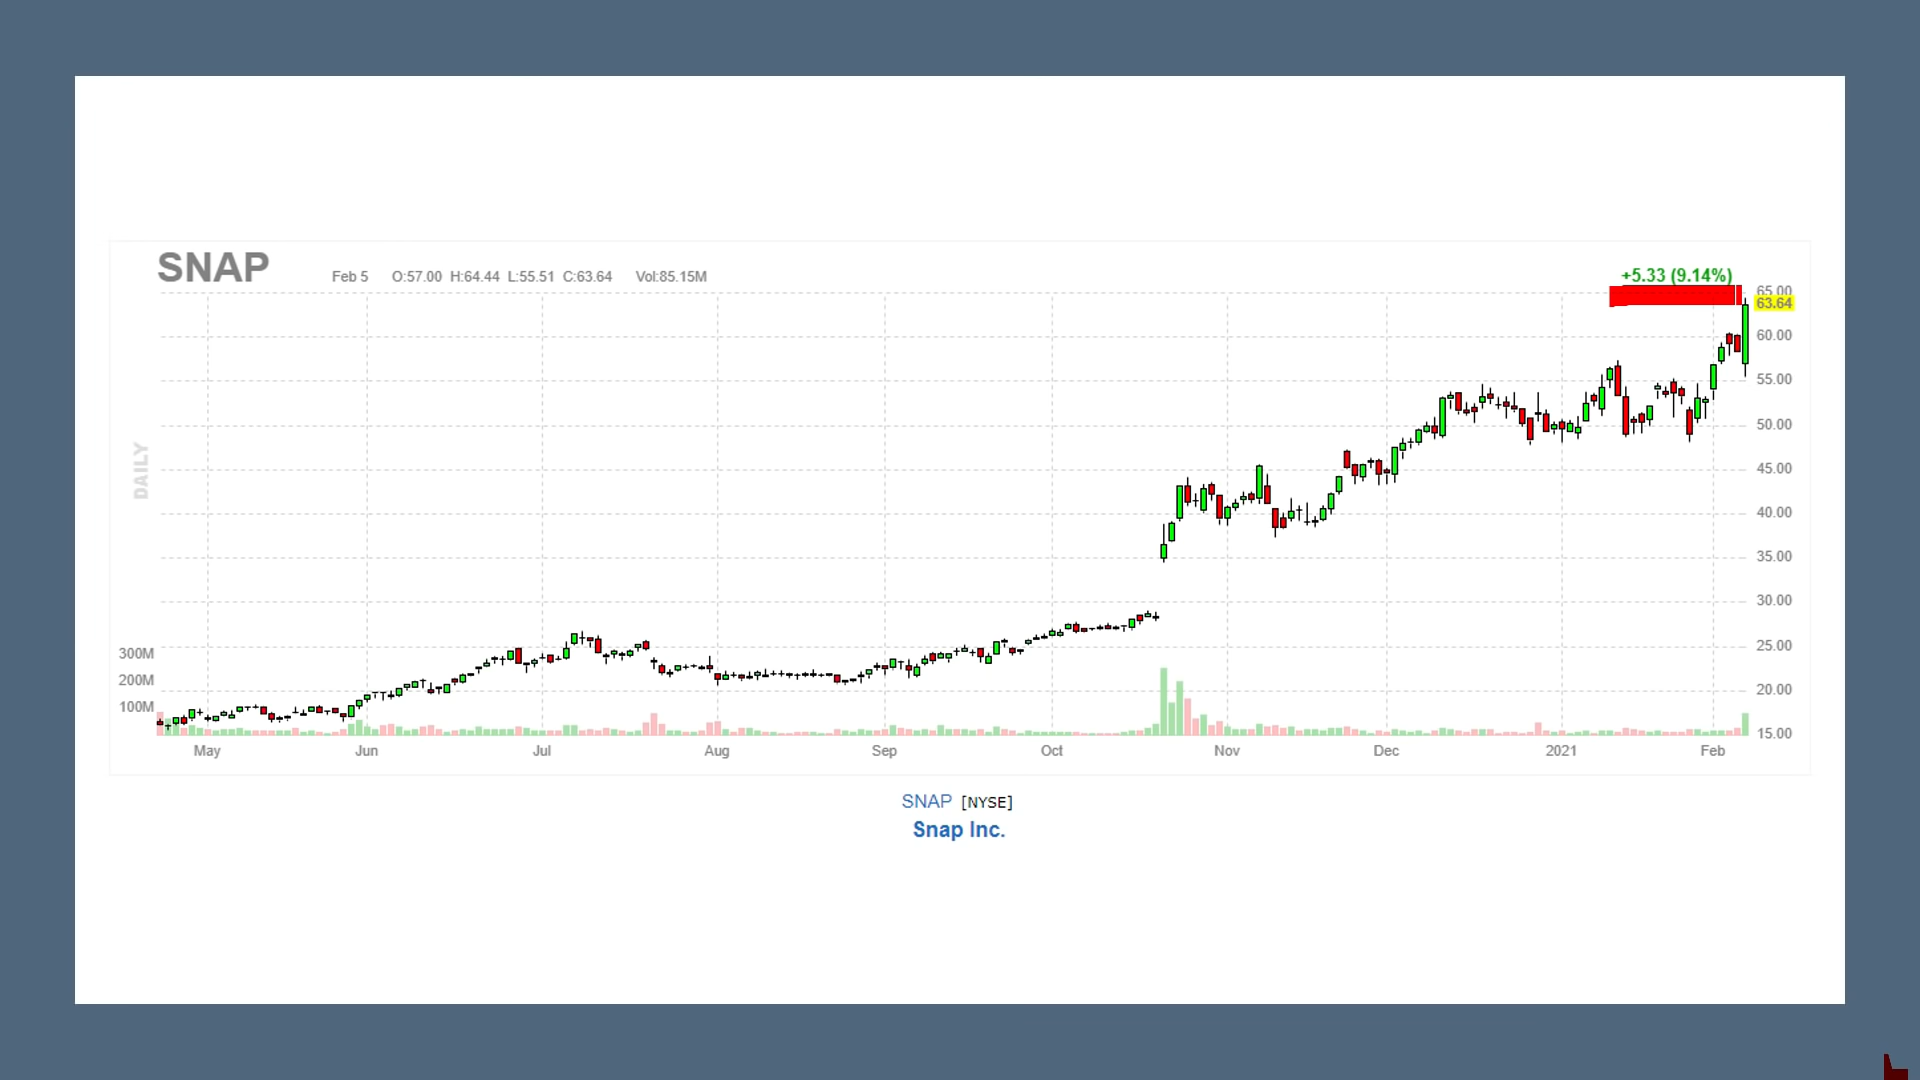 SNAP
Feb 5 O:57.00 H:64.44 L:55.51 C:63.64 Vol:85.15M
+5.33 (9.14%)
65.00
63.64
60.00
55.00
50.00
45.00
40.00
35.00
30.00
25.00
20.00
15.00
DAILY
300M
200M
100M
May Jun Jul Aug Sep Oct Nov Dec 2021 Feb
SNAP [NYSE]
Snap Inc.